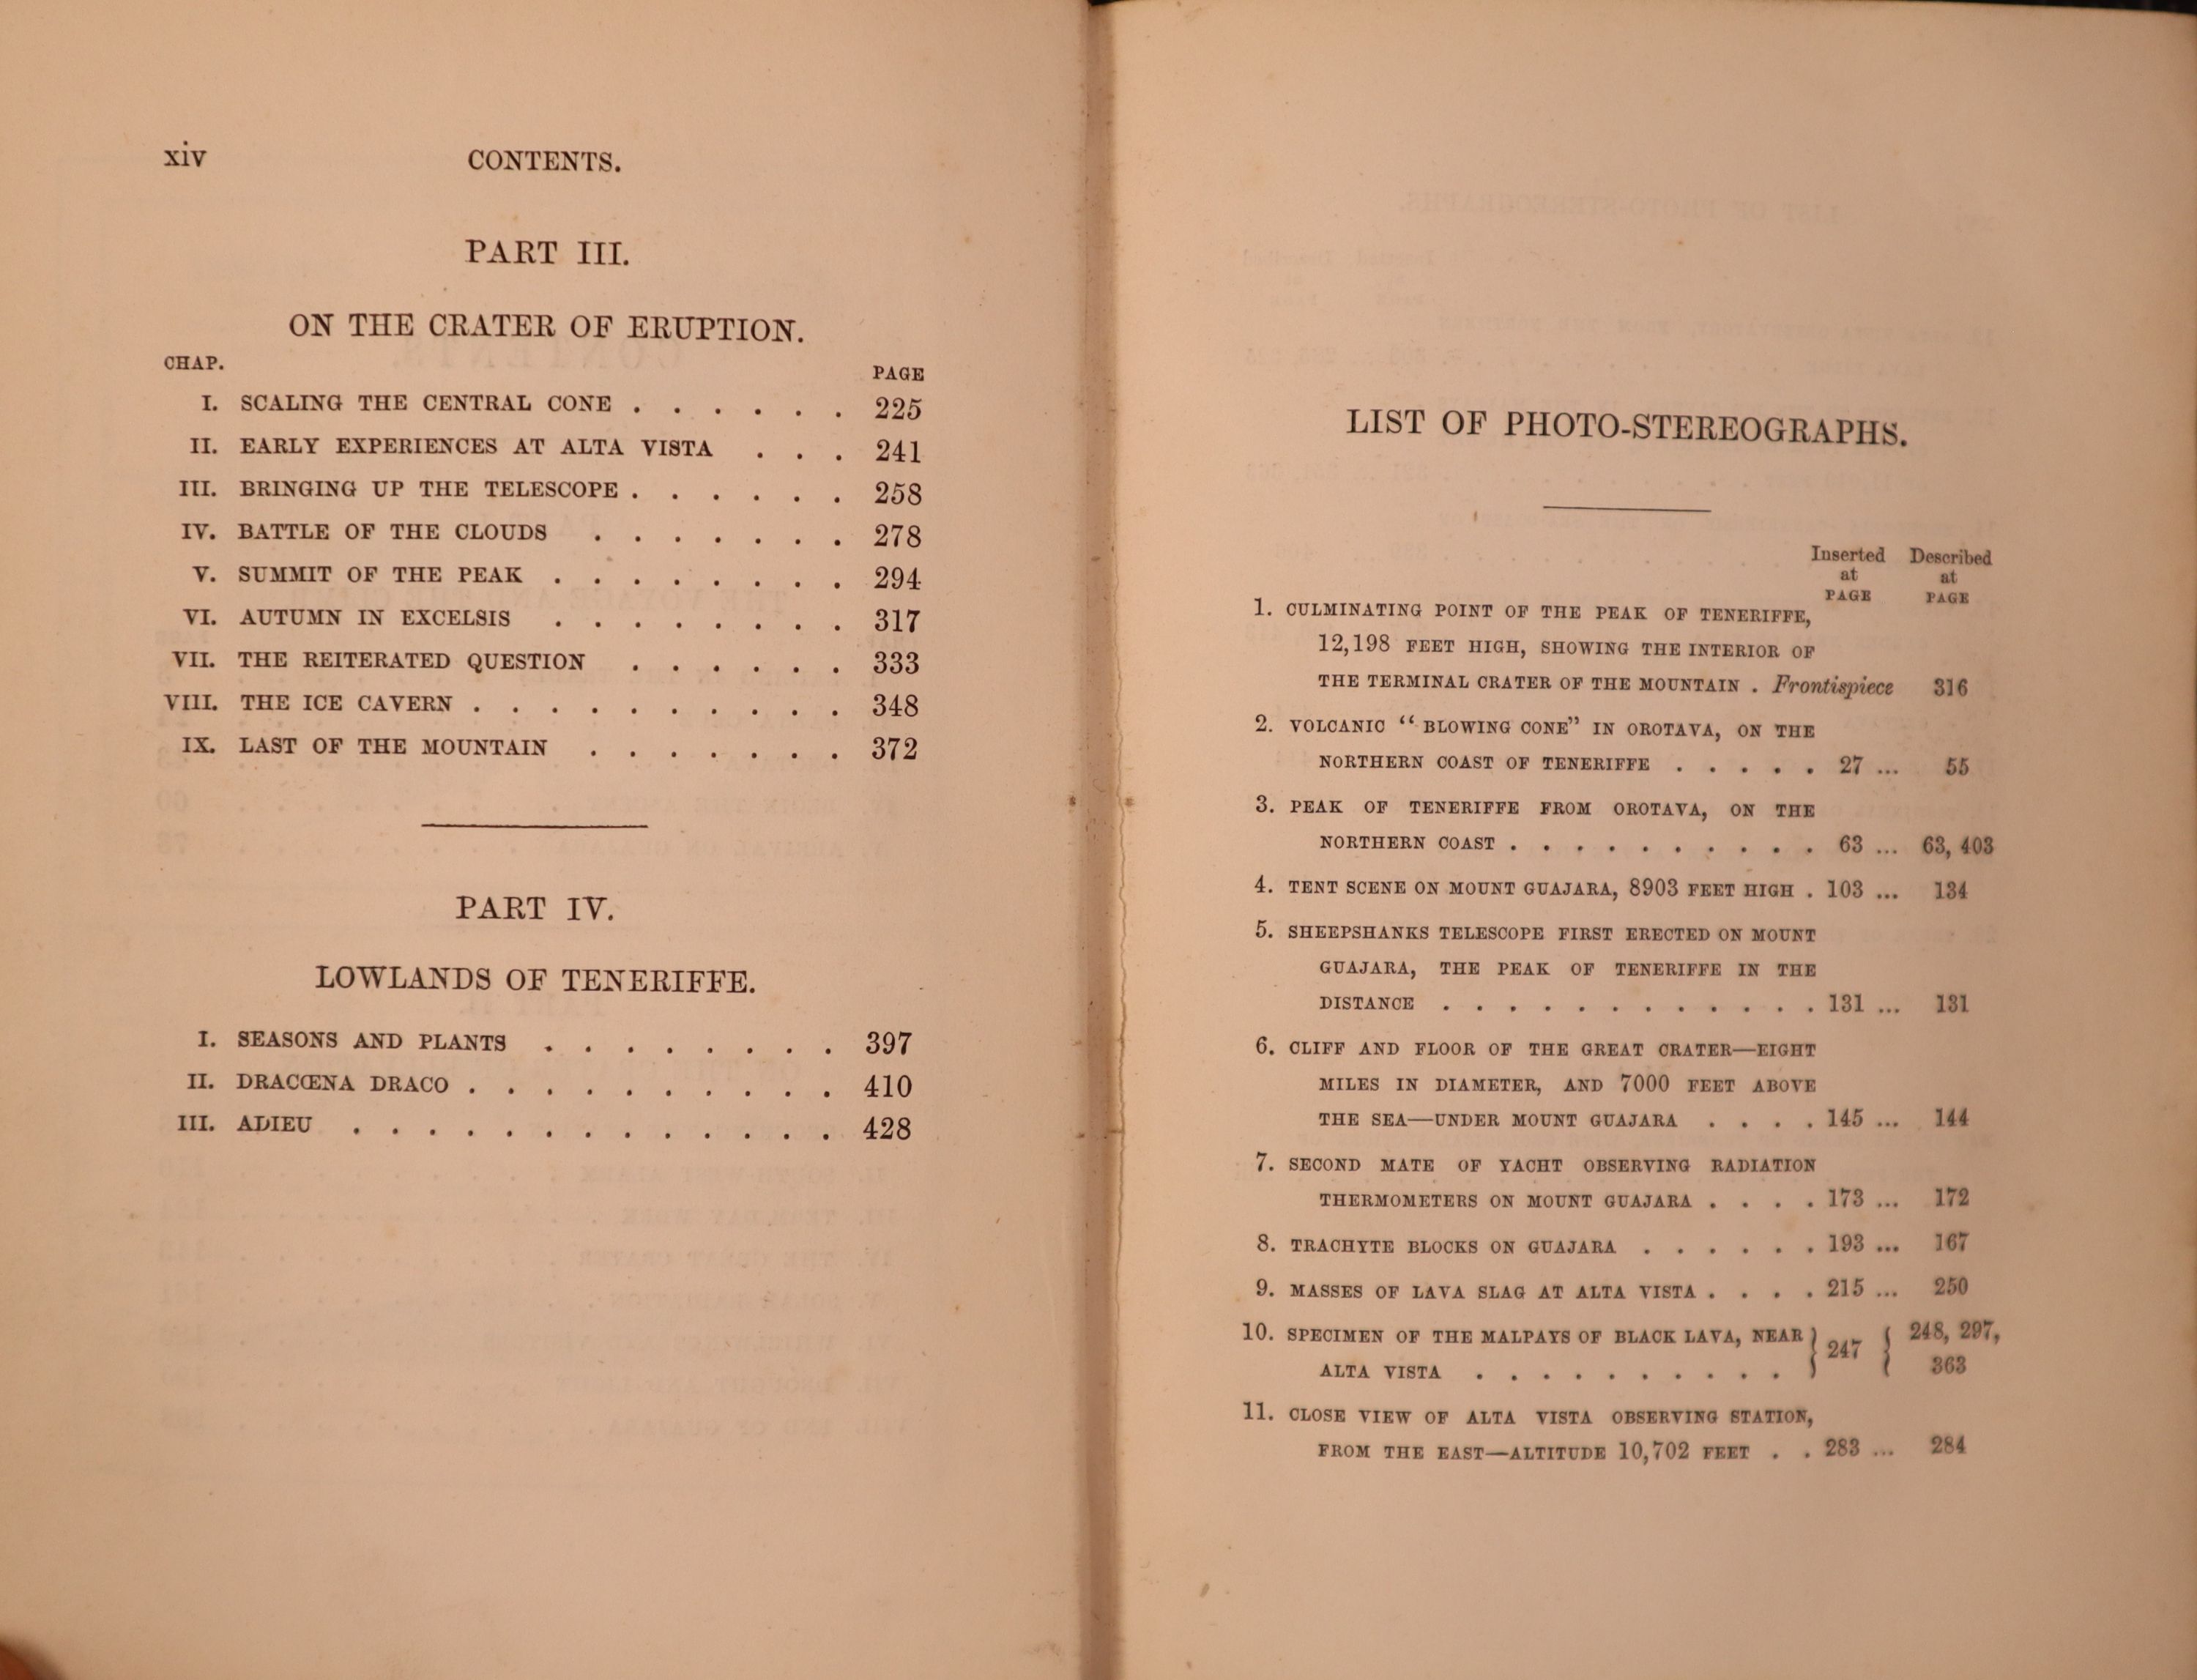 xiv CONTENTS.
PART III.
ON THE CRATER OF ERUPTION.
CHAP. PAGE
I. SCALING THE CENTRAL CONE . . . . . . 225
II. EARLY EXPERIENCES AT ALTA VISTA . . . 241
III. BRINGING UP THE TELESCOPE . . . . . . 258
IV. BATTLE OF THE CLOUDS . . . . . . . 278
V. SUMMIT OF THE PEAK . . . . . . . . 294
VI. AUTUMN IN EXCELSIS . . . . . . . . 317
VII. THE REITERATED QUESTION . . . . . . 333
VIII. THE ICE CAVERN . . . . . . . . . . 348
IX. LAST OF THE MOUNTAIN . . . . . . . 372
PART IV.
LOWLANDS OF TENERIFFE.
I. SEASONS AND PLANTS . . . . . . . . 397
II. DRACŒNA DRACO . . . . . . . . . . 410
III. ADIEU . . . . . . . . . . . . . 428
LIST OF PHOTO-STEREOGRAPHS.
Inserted Described
at at
PAGE PAGE
1. CULMINATING POINT OF THE PEAK OF TENERIFFE,
12,198 FEET HIGH, SHOWING THE INTERIOR OF
THE TERMINAL CRATER OF THE MOUNTAIN . Frontispiece 316
2. VOLCANIC “BLOWING CONE” IN OROTAVA, ON THE
NORTHERN COAST OF TENERIFFE . . . . . 27 ... 55
3. PEAK OF TENERIFFE FROM OROTAVA, ON THE
NORTHERN COAST . . . . . . . . . . 63 ... 63, 403
4. TENT SCENE ON MOUNT GUAJARA, 8903 FEET HIGH . 103 ... 134
5. SHEEPSHANKS TELESCOPE FIRST ERECTED ON MOUNT
GUAJARA, THE PEAK OF TENERIFFE IN THE
DISTANCE . . . . . . . . . . . . 131 ... 131
6. CLIFF AND FLOOR OF THE GREAT CRATER—EIGHT
MILES IN DIAMETER, AND 7000 FEET ABOVE
THE SEA—UNDER MOUNT GUAJARA . . . . 145 ... 144
7. SECOND MATE OF YACHT OBSERVING RADIATION
THERMOMETERS ON MOUNT GUAJARA . . . . 173 ... 172
8. TRACHYTE BLOCKS ON GUAJARA . . . . . . 193 ... 167
9. MASSES OF LAVA SLAG AT ALTA VISTA . . . . 215 ... 250
10. SPECIMEN OF THE MALPAYS OF BLACK LAVA, NEAR } 247 { 248, 297,
ALTA VISTA . . . . . . . . . . 363
11. CLOSE VIEW OF ALTA VISTA OBSERVING STATION,
FROM THE EAST—ALTITUDE 10,702 FEET . . 283 ... 284